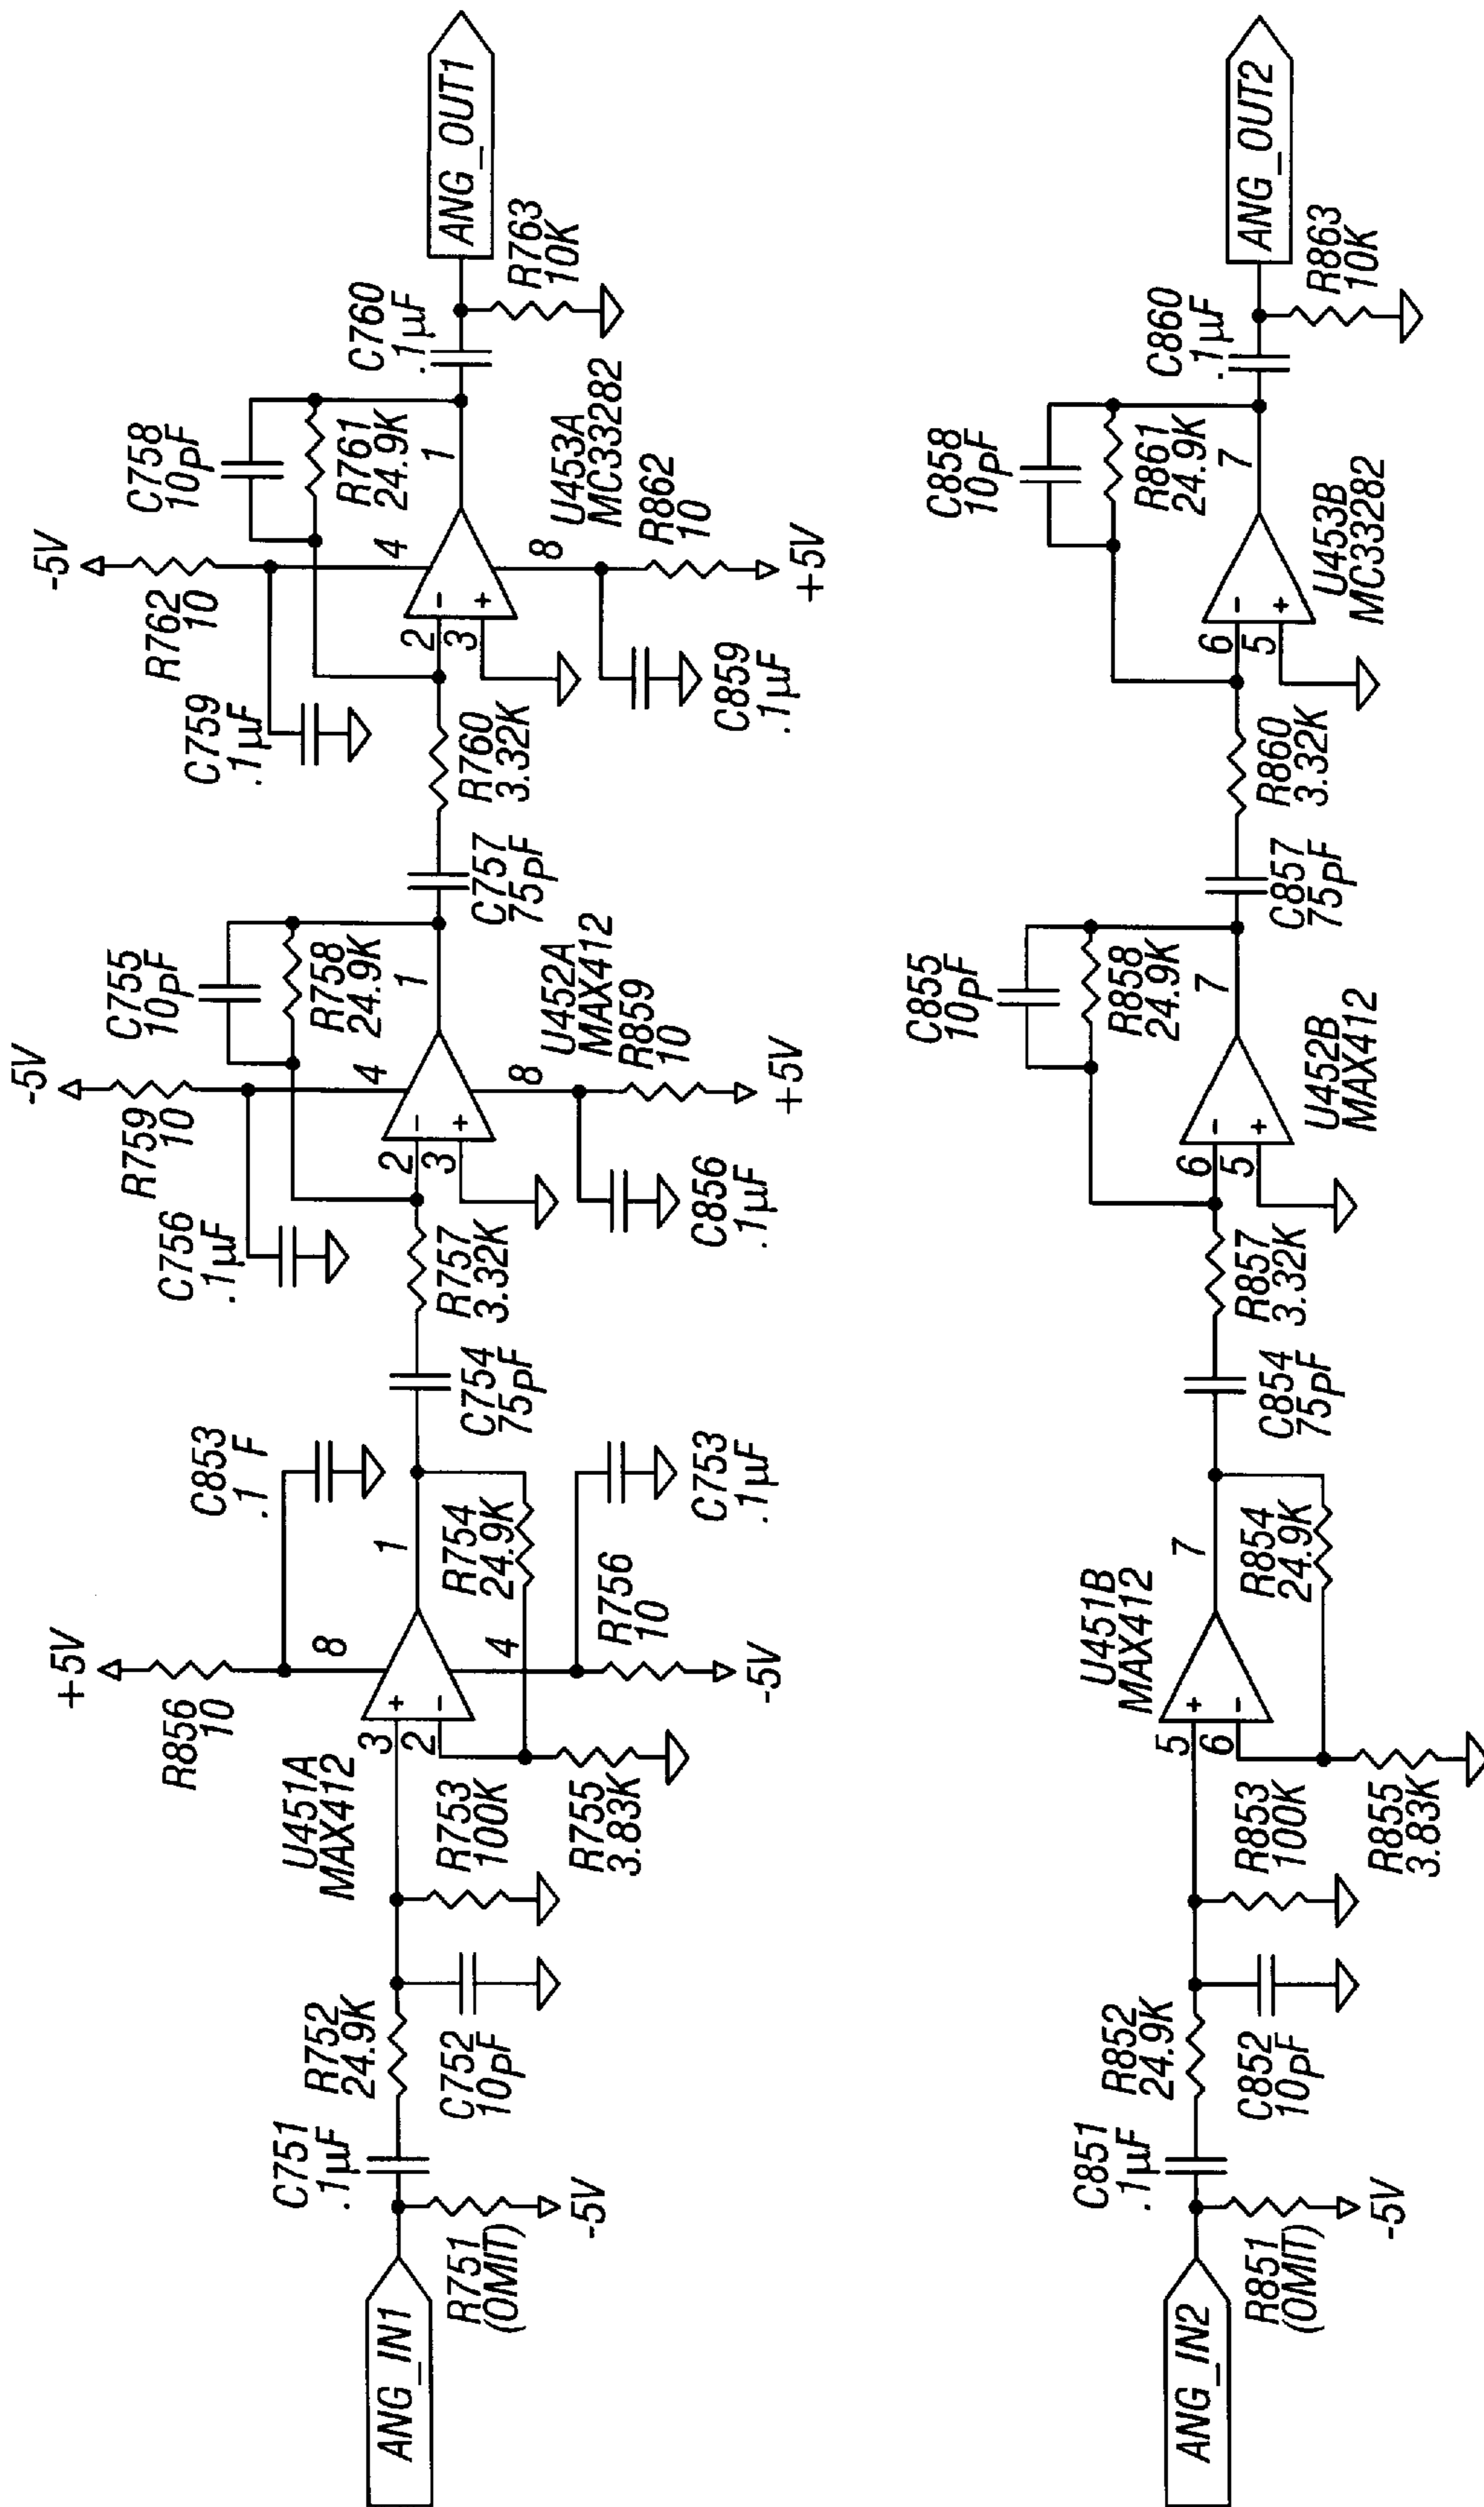 ANG_IN1
R751
(OMIT)
-5V
C751
.1µF
R752
24.9K
C752
10pF
R753
100K
U451A
MAX412
3
2
8
4
1
R856
10
+5V
C853
.1 F
R755
3.83K
R754
24.9K
R756
10
-5V
C753
.1µF
C754
75pF
R757
3.32K
C756
.1µF
R759
10
-5V
C755
10pF
R758
24.9K
2
3
4
8
1
U452A
MAX412
R859
10
+5V
C856
.1µF
C757
75pF
R760
3.32K
C759
.1µF
R762
10
-5V
C758
10pF
R761
24.9K
2
3
4
8
1
U453A
MC33282
R862
10
+5V
C859
.1µF
C760
.1µF
R763
10K
ANG_OUT1
ANG_IN2
R851
(OMIT)
-5V
C851
.1µF
R852
24.9K
C852
10pF
R853
100K
U451B
MAX412
5
6
7
R855
3.83K
R854
24.9K
C854
75pF
R857
3.32K
C855
10pF
R858
24.9K
6
5
7
U452B
MAX412
C857
75pF
R860
3.32K
C858
10pF
R861
24.9K
6
5
7
U453B
MC33282
C860
.1µF
R863
10K
ANG_OUT2